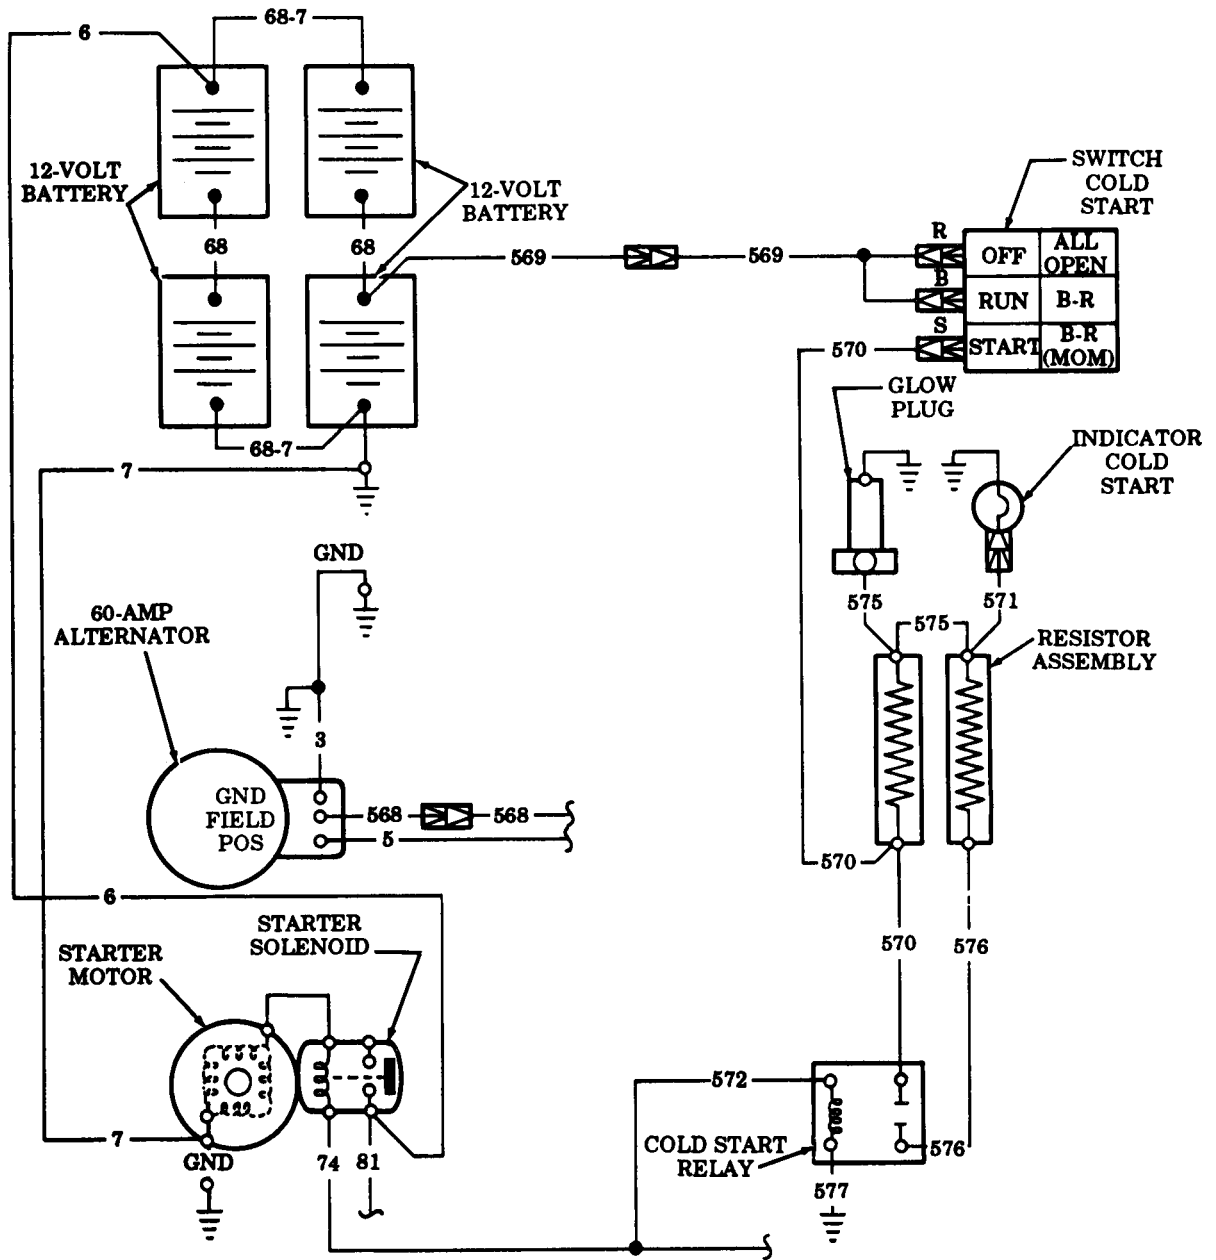 68-7
6
12-VOLT
BATTERY
12-VOLT
BATTERY
68
68
569
569
SWITCH
COLD
START
R
OFF
ALL
OPEN
B
RUN
B-R
S
START
B-R
(MOM)
570
GLOW
PLUG
INDICATOR
COLD
START
68-7
7
GND
60-AMP
ALTERNATOR
575
571
575
RESISTOR
ASSEMBLY
3
GND
FIELD
POS
568
568
5
570
6
STARTER
SOLENOID
STARTER
MOTOR
570
576
572
7
GND
74
81
COLD START
RELAY
576
577